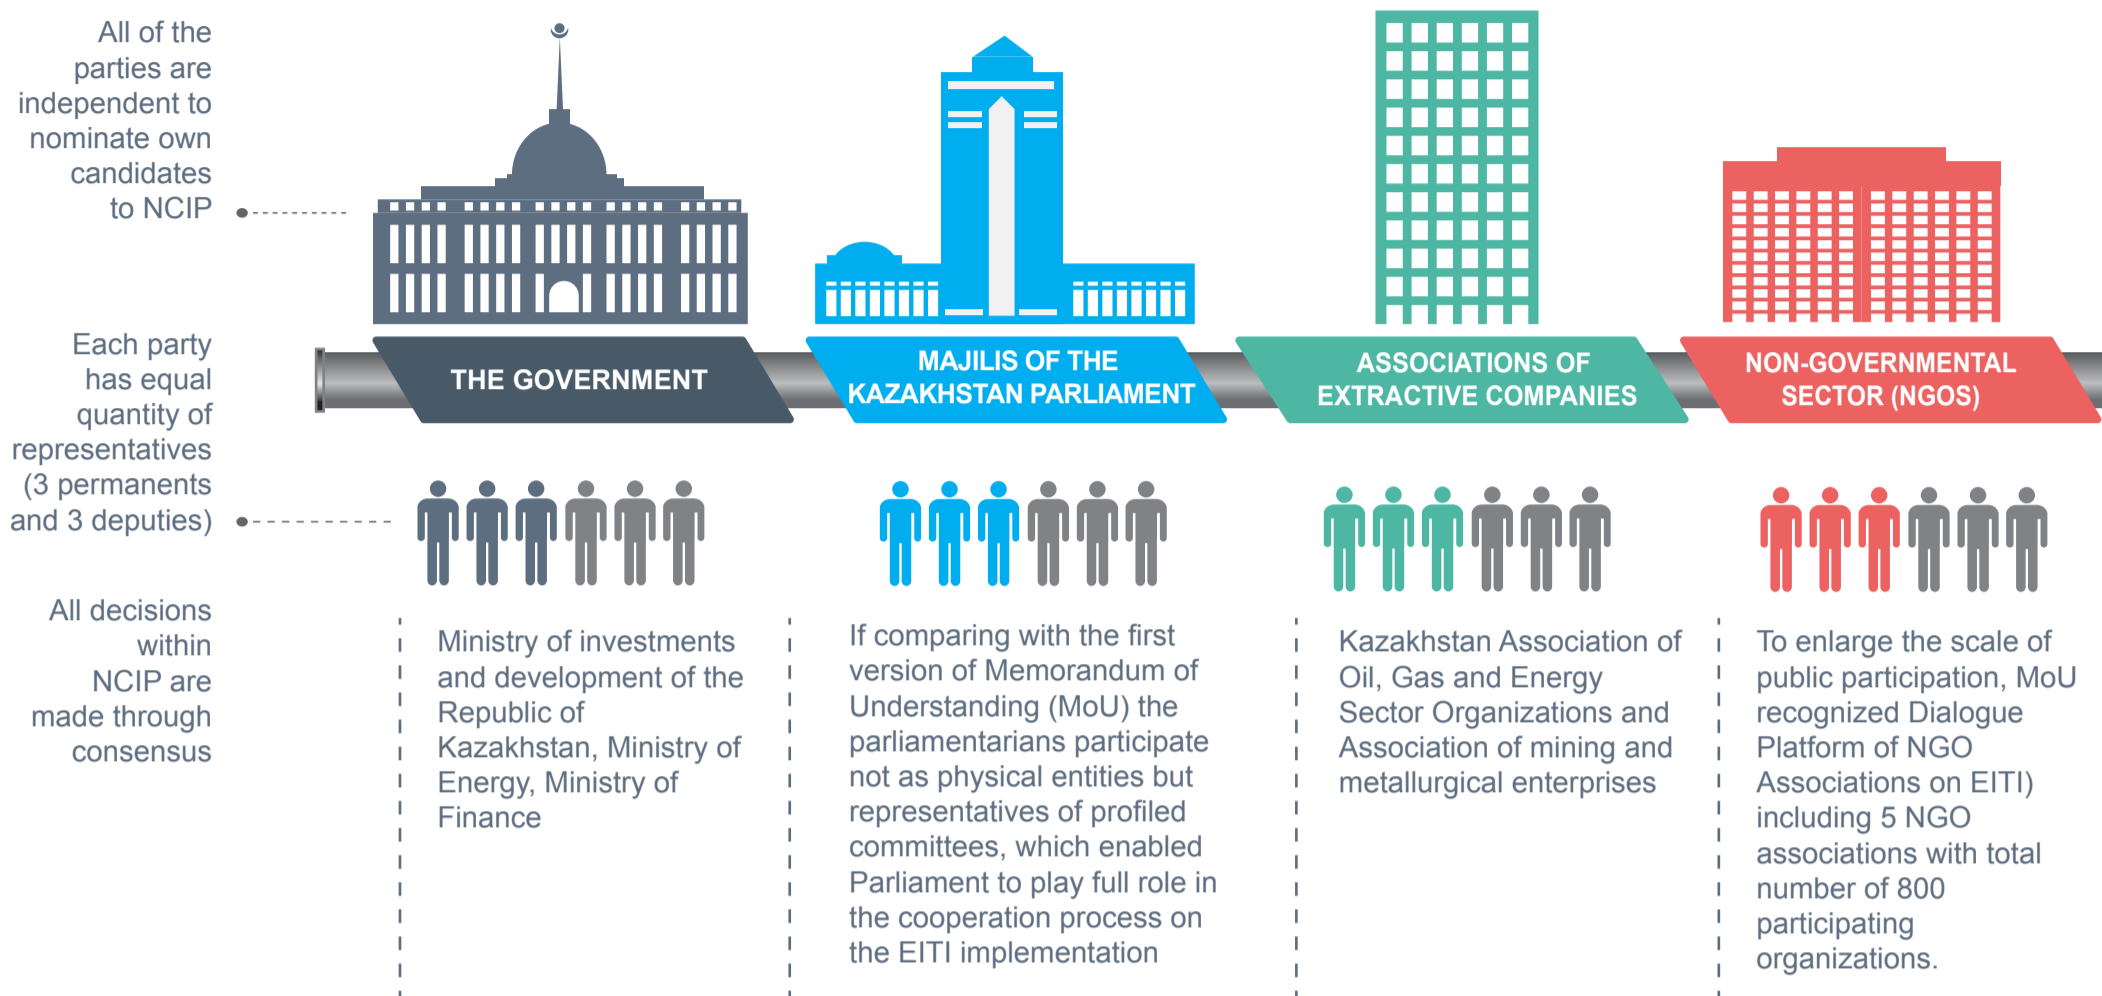 All of the
parties are
independent to
nominate own
candidates
to NCIP
Each party
has equal
quantity of
representatives
(3 permanents
and 3 deputies)
All decisions
within
NCIP are
made through
consensus
THE GOVERNMENT
Ministry of investments
and development of the
Republic of
Kazakhstan, Ministry of
Energy, Ministry of
Finance
MAJILIS OF THE
KAZAKHSTAN PARLIAMENT
If comparing with the first
version of Memorandum of
Understanding (MoU) the
parliamentarians participate
not as physical entities but
representatives of profiled
committees, which enabled
Parliament to play full role in
the cooperation process on
the EITI implementation
ASSOCIATIONS OF
EXTRACTIVE COMPANIES
Kazakhstan Association of
Oil, Gas and Energy
Sector Organizations and
Association of mining and
metallurgical enterprises
NON-GOVERNMENTAL
SECTOR (NGOS)
To enlarge the scale of
public participation, MoU
recognized Dialogue
Platform of NGO
Associations on EITI)
including 5 NGO
associations with total
number of 800
participating
organizations.